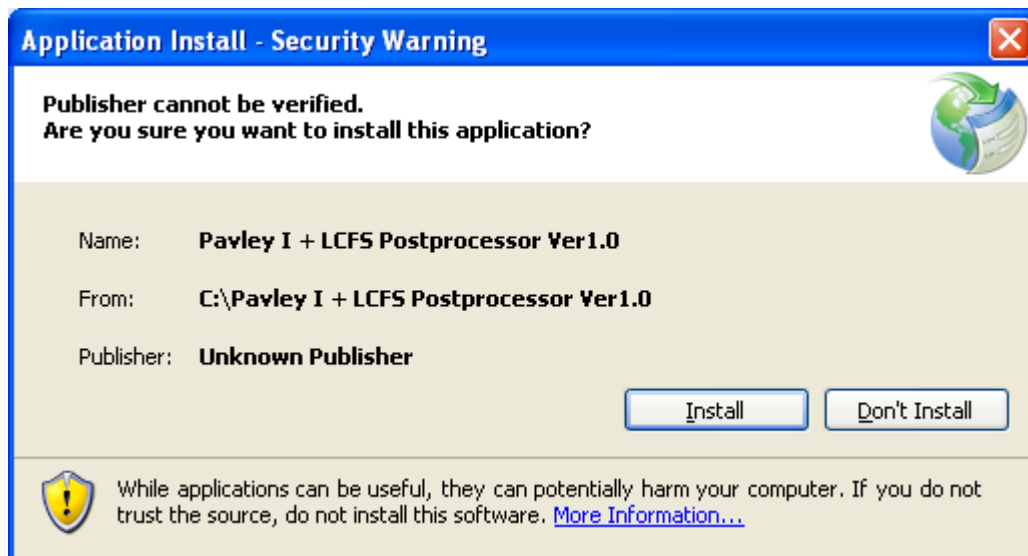 Application Install - Security Warning
Publisher cannot be verified.
Are you sure you want to install this application?
Name: Pavley I + LCFS Postprocessor Ver1.0
From: C:\Pavley I + LCFS Postprocessor Ver1.0
Publisher: Unknown Publisher
Install Don't Install
While applications can be useful, they can potentially harm your computer. If you do not
trust the source, do not install this software. More Information...